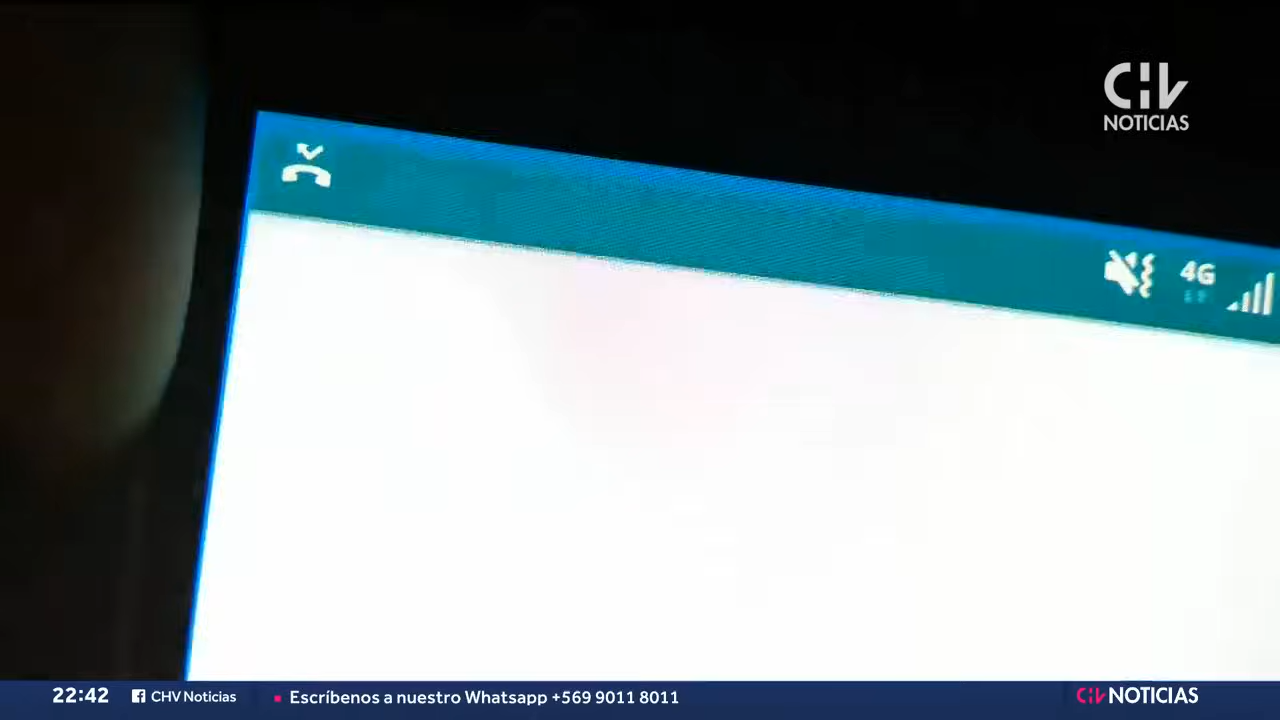 CHV
NOTICIAS
4G
22:42
CHV Noticias
Escríbenos a nuestro Whatsapp +569 9011 8011
CHV NOTICIAS